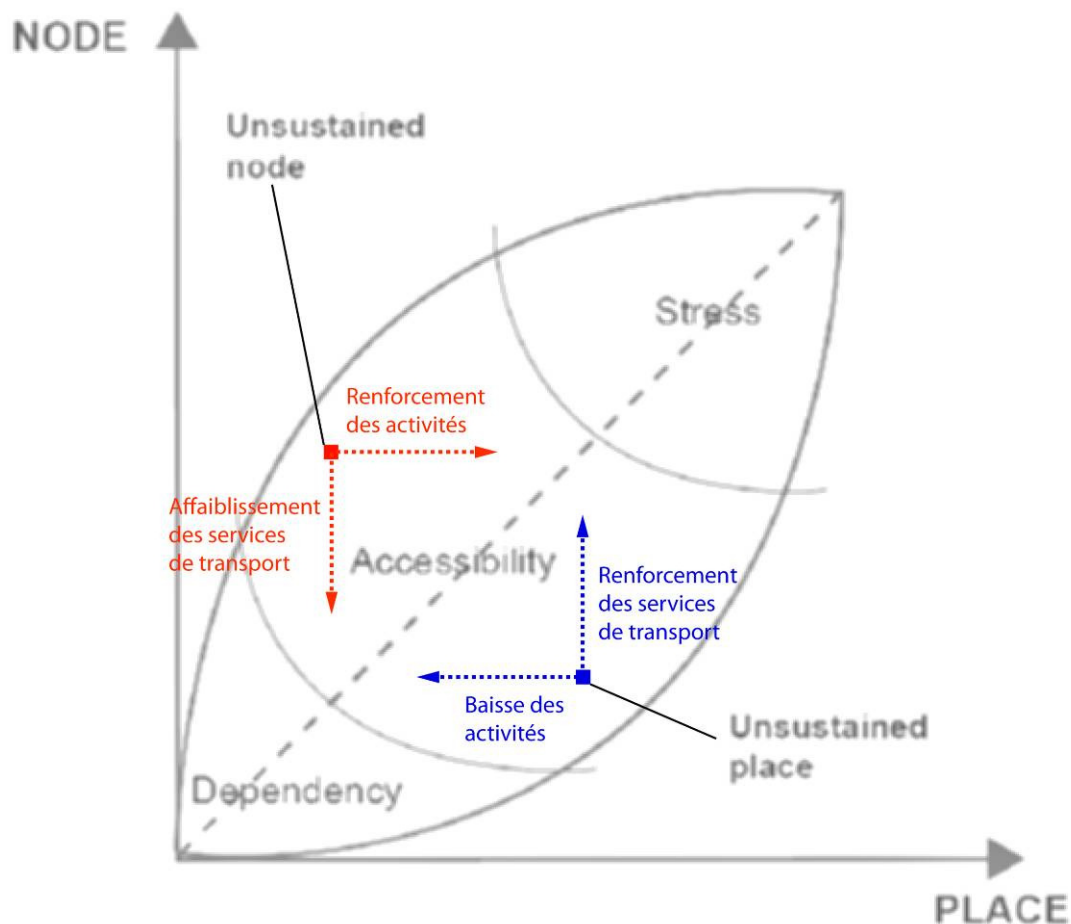 NODE
Unsustained
node
Stress
Renforcement
des activités
Affaiblissement
des services
de transport
Accessibility
Renforcement
des services
de transport
Baisse des
activités
Unsustained
place
Dependency
PLACE